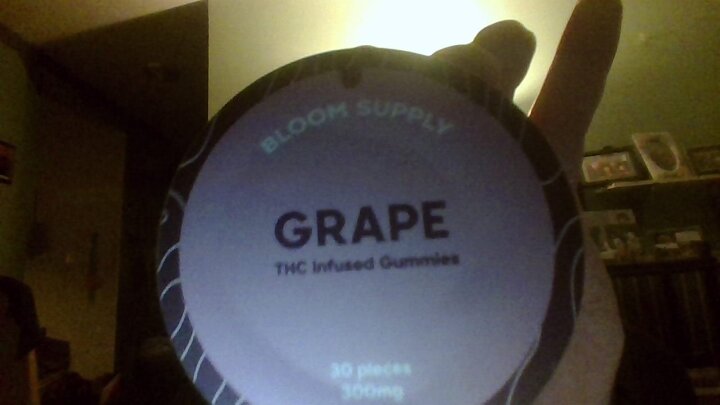 BLOOM SUPPLY
GRAPE
THC Infused Gummies
30 pieces
300mg